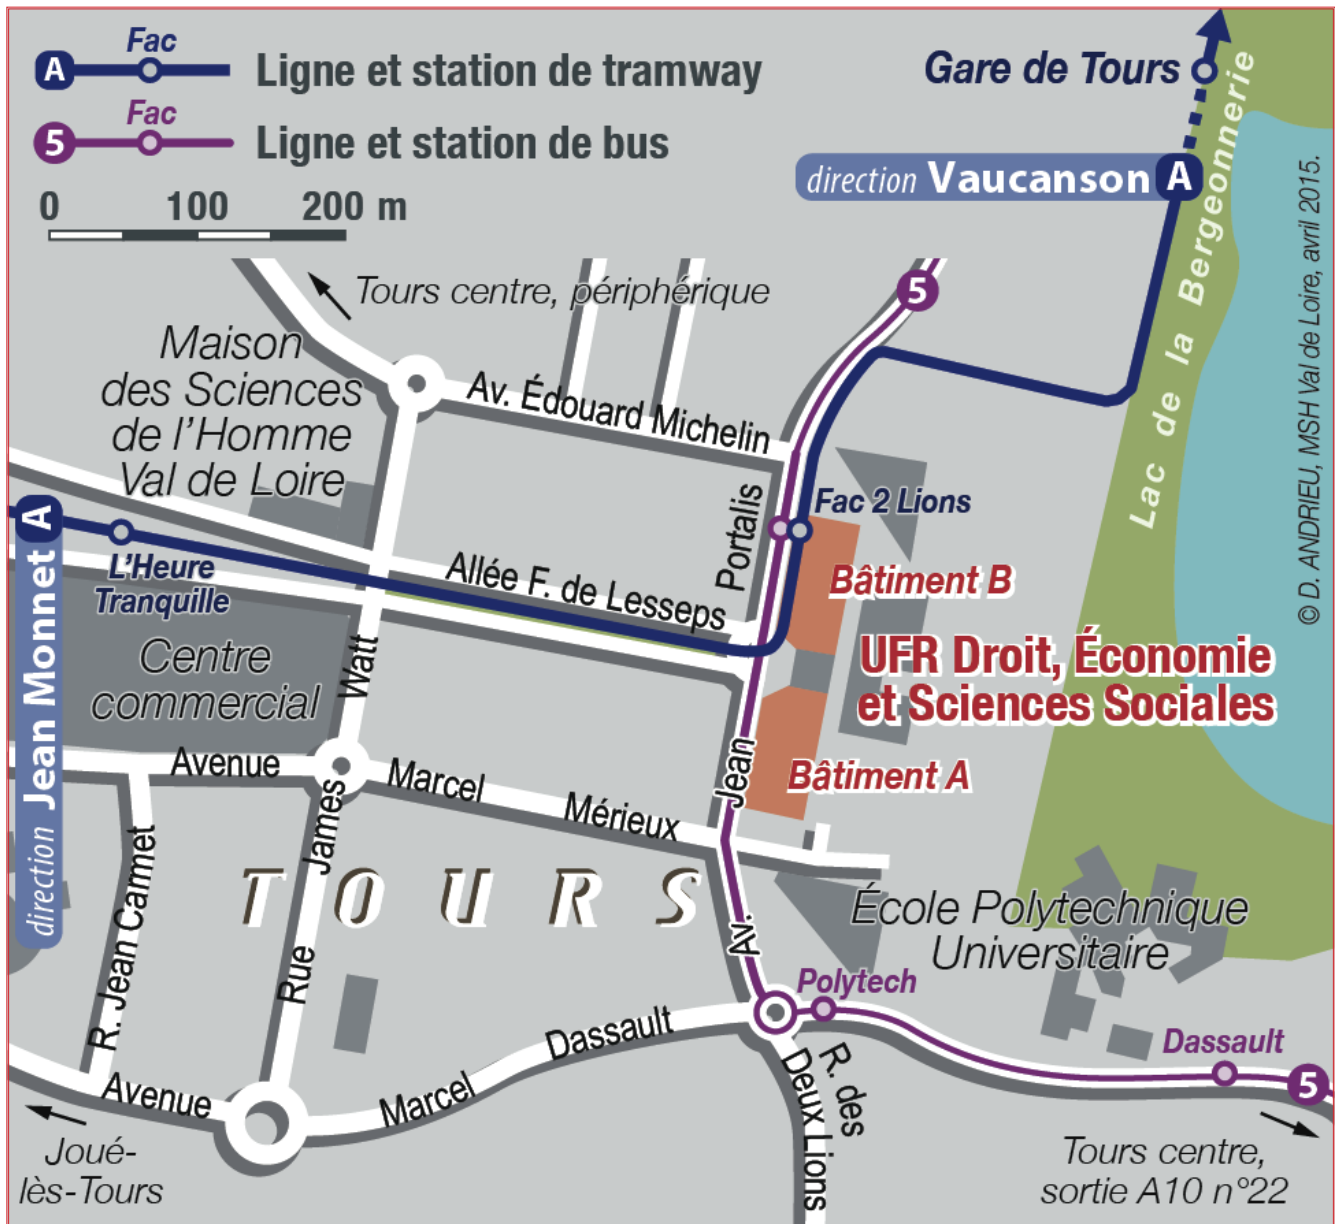 Fac
A
Ligne et station de tramway
Fac
5
Ligne et station de bus
0 100 200 m
Gare de Tours
direction Vaucanson A
Lac de la Bergeonnerie
© D. ANDRIEU, MSH Val de Loire, avril 2015.
5
Tours centre, périphérique
Maison
des Sciences
de l'Homme
Val de Loire
Av. Édouard Michelin
Portalis
Fac 2 Lions
A
direction Jean Monnet
L'Heure
Tranquille
Allée F. de Lesseps
Bâtiment B
UFR Droit, Économie
et Sciences Sociales
Centre
commercial
Watt
Jean
Bâtiment A
Avenue
Marcel
Mérieux
James
R. Jean Carmet
TOURS
Av.
École Polytechnique
Universitaire
Rue
Polytech
Dassault
Dassault
5
R. des
Deux Lions
Avenue
Marcel
Joué-
lès-Tours
Tours centre,
sortie A10 n°22